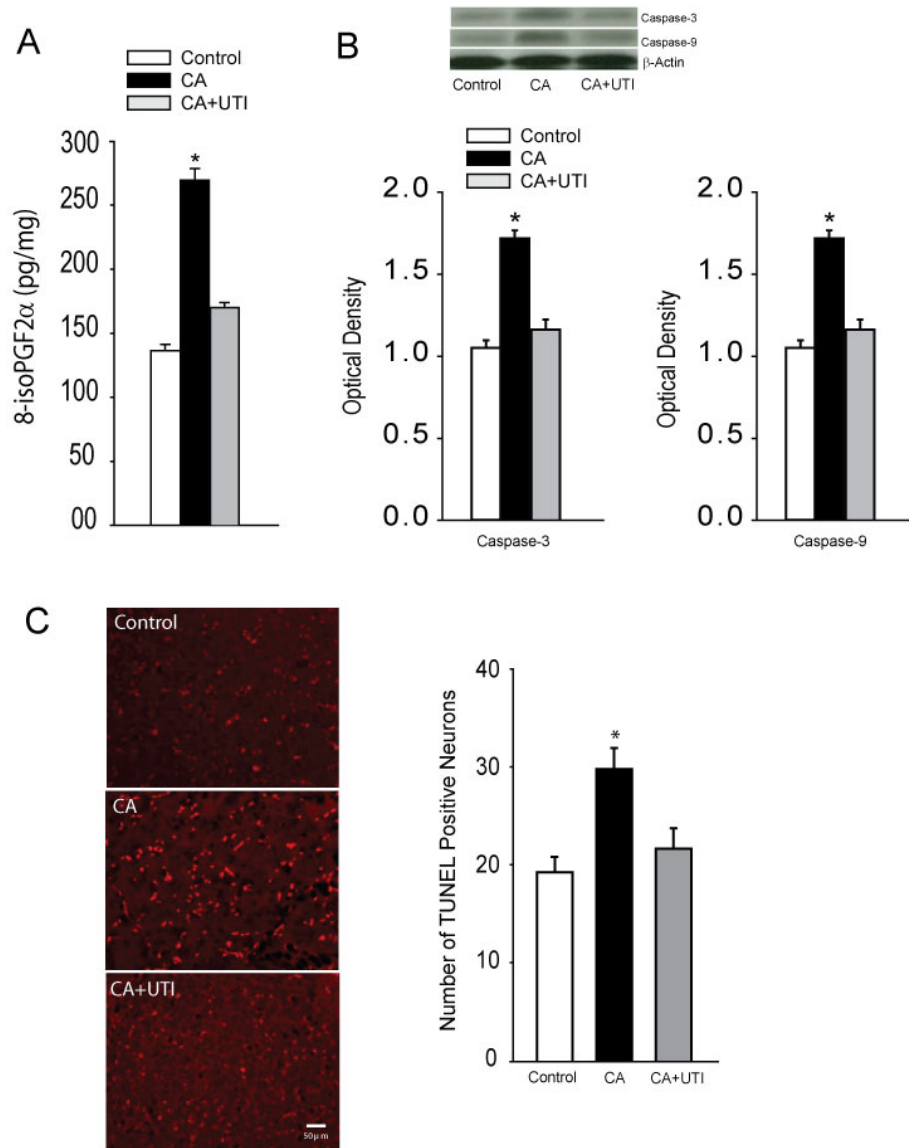 A
Control
CA
CA+UTI
300
250
200
150
100
50
00
8-isoPGF2α (pg/mg)
B
Caspase-3
Caspase-9
β-Actin
Control CA CA+UTI
Control
CA
CA+UTI
2.0
1.5
1.0
0.5
0.0
Optical Density
*
Caspase-3
2.0
1.5
1.0
0.5
0.0
Optical Density
*
Caspase-9
*
C
Control
CA
CA+UTI
50μm
40
30
20
10
0
Number of TUNEL Positive Neurons
*
Control CA CA+UTI